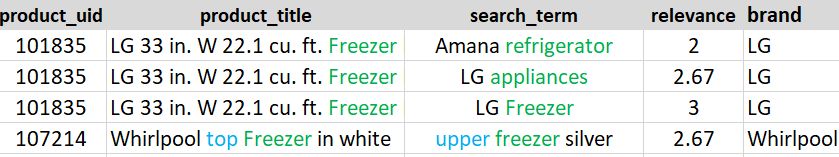 product_uid product_title search_term relevance brand
101835 LG 33 in. W 22.1 cu. ft. Freezer Amana refrigerator 2 LG
101835 LG 33 in. W 22.1 cu. ft. Freezer LG appliances 2.67 LG
101835 LG 33 in. W 22.1 cu. ft. Freezer LG Freezer 3 LG
107214 Whirlpool top Freezer in white upper freezer silver 2.67 Whirlpool